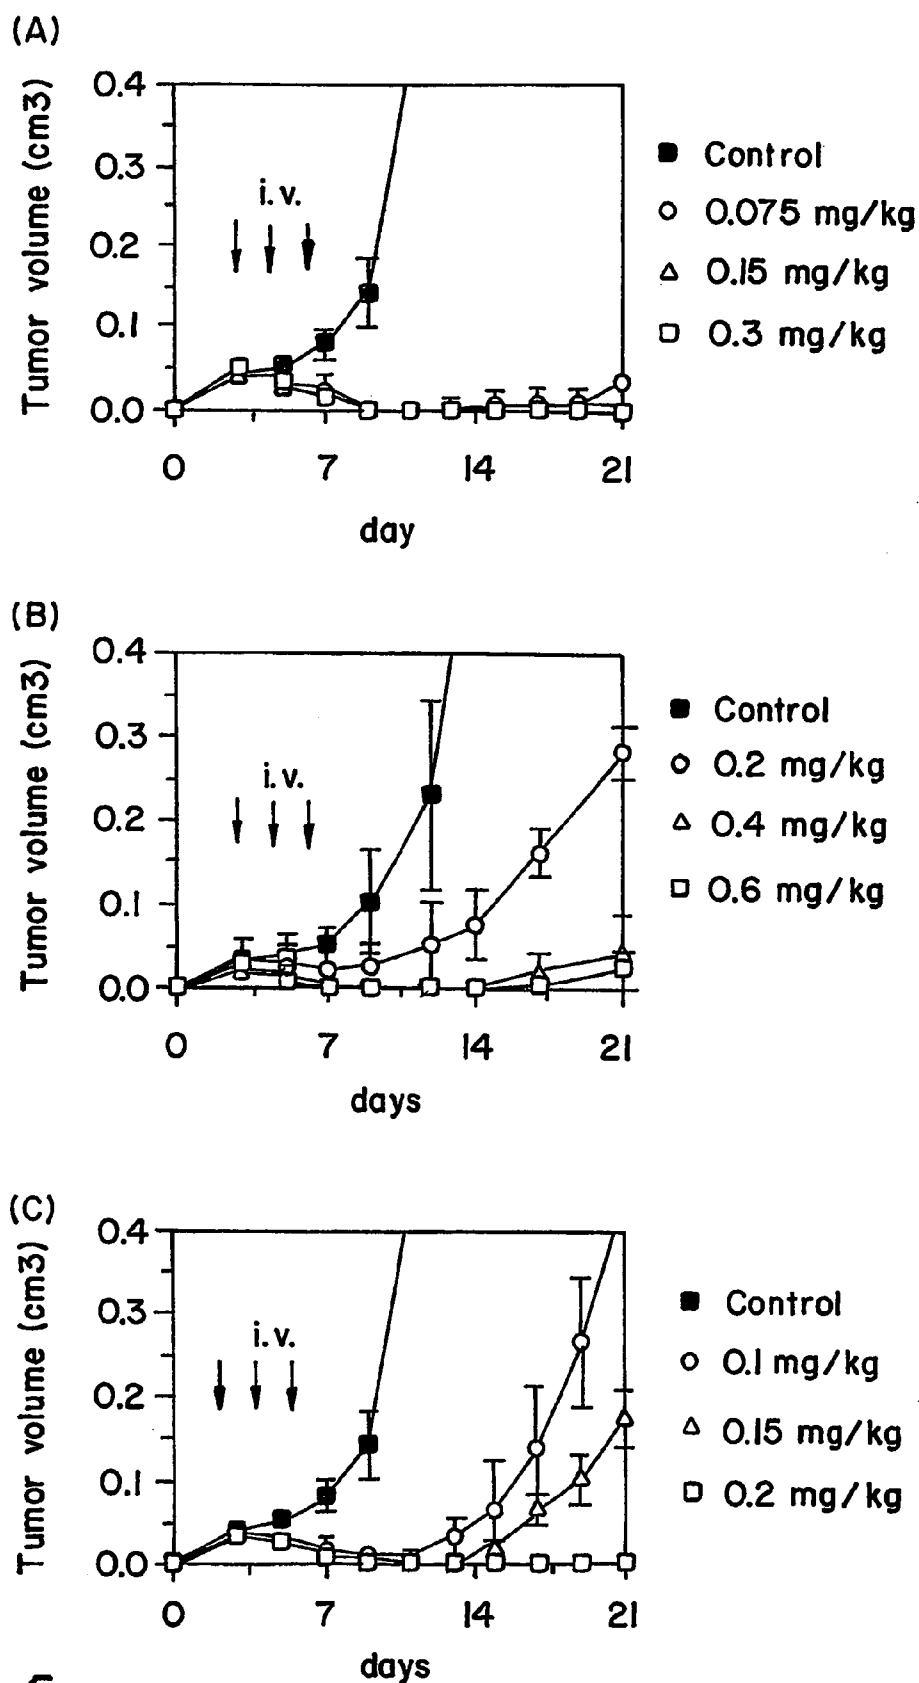 (A)
Tumor volume (cm3)
0.4
0.3
0.2
0.1
0.0
i.v.
0
7
14
21
day
Control
0.075 mg/kg
0.15 mg/kg
0.3 mg/kg
(B)
Tumor volume (cm3)
0.4
0.3
0.2
0.1
0.0
i.v.
0
7
14
21
days
Control
0.2 mg/kg
0.4 mg/kg
0.6 mg/kg
(C)
Tumor volume (cm3)
0.4
0.3
0.2
0.1
0.0
i.v.
0
7
14
21
days
Control
0.1 mg/kg
0.15 mg/kg
0.2 mg/kg